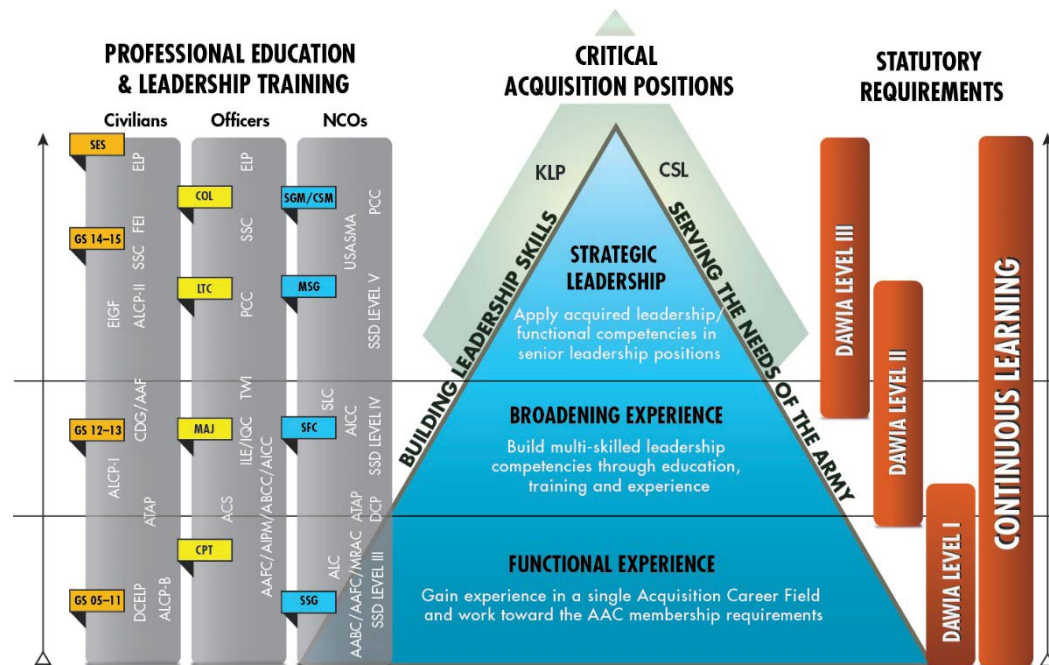 PROFESSIONAL EDUCATION
& LEADERSHIP TRAINING
Civilians
Officers
NCOs
SES
ELP
FEI
GS 14–15
SSC
ALCP-II
EIGF
CDG/AAF
GS 12–13
ALCP-I
ATAP
DCELP
ALCP-B
GS 05–11
ELP
COL
SSC
LTC
PCC
TWI
MAJ
ILE/IQC
ACS
AAFC/AIPM/ABCC/AICC
CPT
SGM/CSM
PCC
USASMA
MSG
SSD LEVEL V
SLC
SFC
AICC
SSD LEVEL IV
ATAP
DCP
ALC
AABC/AAFC/MRAC
SSD LEVEL III
SSG
CRITICAL
ACQUISITION POSITIONS
KLP
CSL
BUILDING LEADERSHIP SKILLS
SERVING THE NEEDS OF THE ARMY
STRATEGIC
LEADERSHIP
Apply acquired leadership/
functional competencies in
senior leadership positions
BROADENING EXPERIENCE
Build multi-skilled leadership
competencies through education,
training and experience
FUNCTIONAL EXPERIENCE
Gain experience in a single Acquisition Career Field
and work toward the AAC membership requirements
STATUTORY
REQUIREMENTS
DAWIA LEVEL III
DAWIA LEVEL II
DAWIA LEVEL I
CONTINUOUS LEARNING